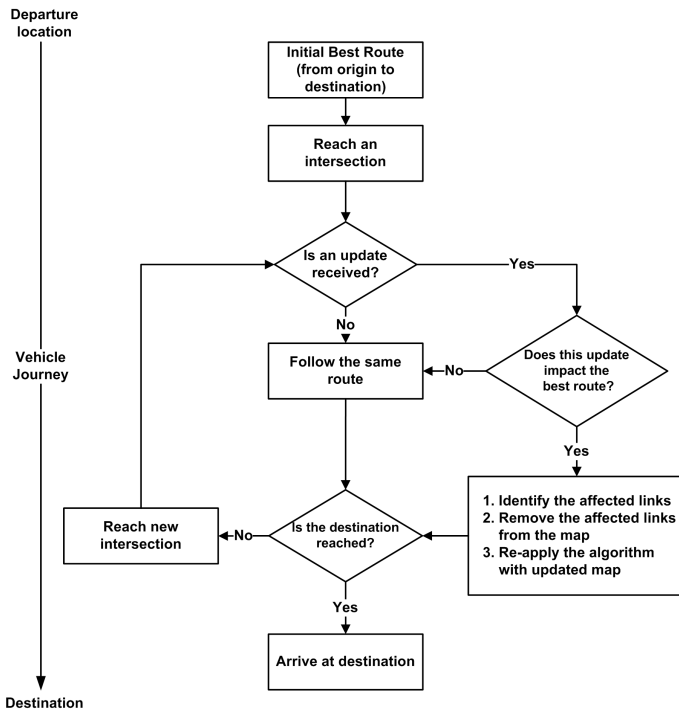 Departure
location
Initial Best Route
(from origin to
destination)
Reach an
intersection
Is an update
received?
Yes
No
Vehicle
Journey
Follow the same
route
No
Does this update
impact the
best route?
Yes
1. Identify the affected links
2. Remove the affected links
from the map
3. Re-apply the algorithm
with updated map
Reach new
intersection
No
Is the destination
reached?
Yes
Arrive at destination
Destination